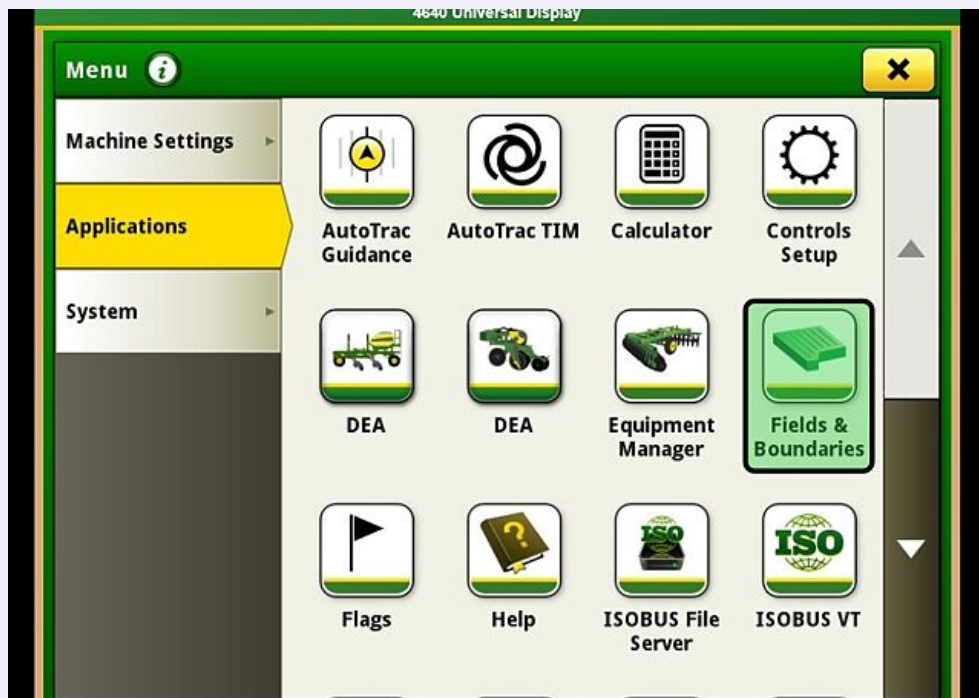 4640 Universal Display
Menu i
Machine Settings
Applications
System
AutoTrac
Guidance
AutoTrac TIM
Calculator
Controls
Setup
DEA
DEA
Equipment
Manager
Fields &
Boundaries
?
ISO
ISO
Flags
Help
ISOBUS File
Server
ISOBUS VT